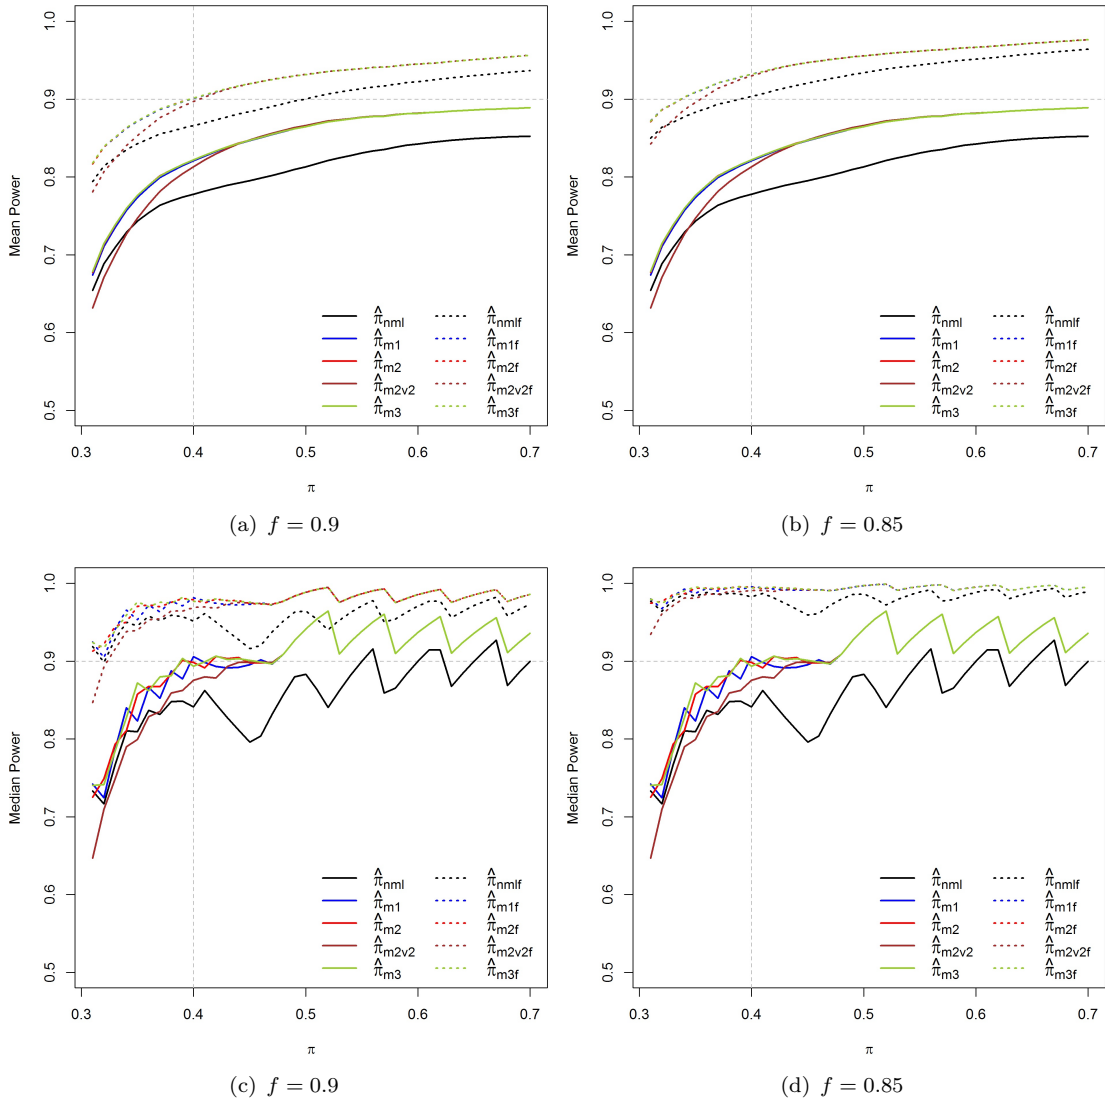 Mean Power
1.0
0.9
0.8
0.7
0.6
0.5
π̂nml π̂nmlf
π̂m1 π̂m1f
π̂m2 π̂m2f
π̂m2v2 π̂m2v2f
π̂m3 π̂m3f
0.3 0.4 0.5 0.6 0.7
π
(a) f = 0.9
Mean Power
1.0
0.9
0.8
0.7
0.6
0.5
π̂nml π̂nmlf
π̂m1 π̂m1f
π̂m2 π̂m2f
π̂m2v2 π̂m2v2f
π̂m3 π̂m3f
0.3 0.4 0.5 0.6 0.7
π
(b) f = 0.85
Median Power
1.0
0.9
0.8
0.7
0.6
0.5
π̂nml π̂nmlf
π̂m1 π̂m1f
π̂m2 π̂m2f
π̂m2v2 π̂m2v2f
π̂m3 π̂m3f
0.3 0.4 0.5 0.6 0.7
π
(c) f = 0.9
Median Power
1.0
0.9
0.8
0.7
0.6
0.5
π̂nml π̂nmlf
π̂m1 π̂m1f
π̂m2 π̂m2f
π̂m2v2 π̂m2v2f
π̂m3 π̂m3f
0.3 0.4 0.5 0.6 0.7
π
(d) f = 0.85